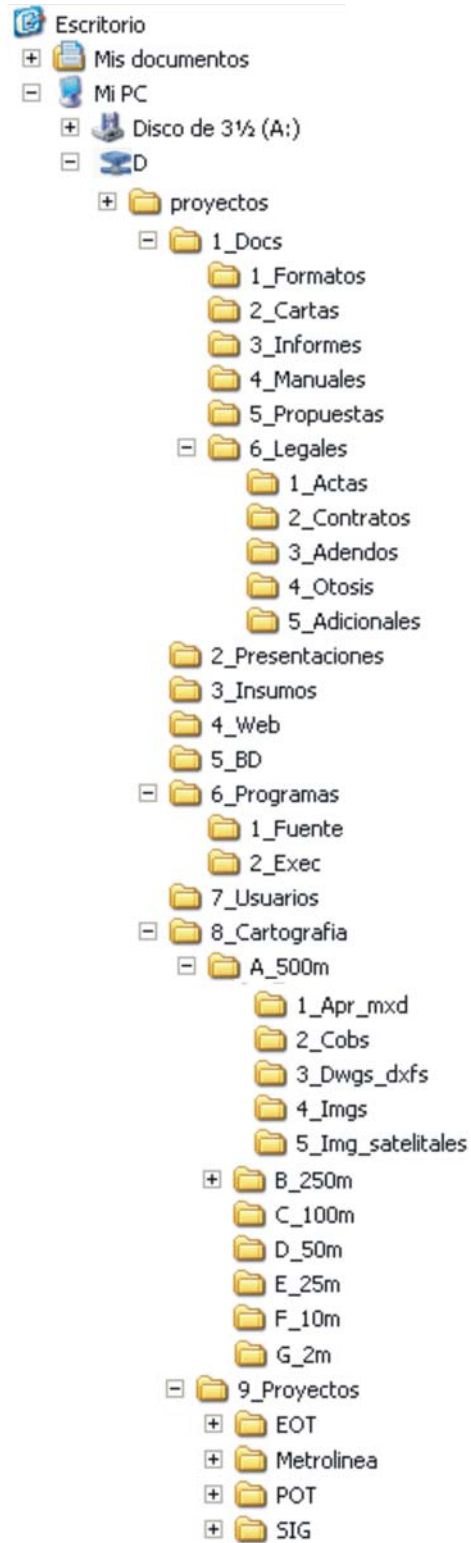 Escritorio
Mis documentos
Mi PC
Disco de 3½ (A:)
D
proyectos
1_Docs
1_Formatos
2_Cartas
3_Informes
4_Manuales
5_Propuestas
6_Legales
1_Actas
2_Contratos
3_Adendos
4_Otosis
5_Adicionales
2_Presentaciones
3_Insumos
4_Web
5_BD
6_Programas
1_Fuente
2_Exec
7_Usuarios
8_Cartografia
A_500m
1_Apr_mxd
2_Cobs
3_Dwgs_dxfs
4_Imgs
5_Img_satelitales
B_250m
C_100m
D_50m
E_25m
F_10m
G_2m
9_Proyectos
EOT
Metrolinea
POT
SIG